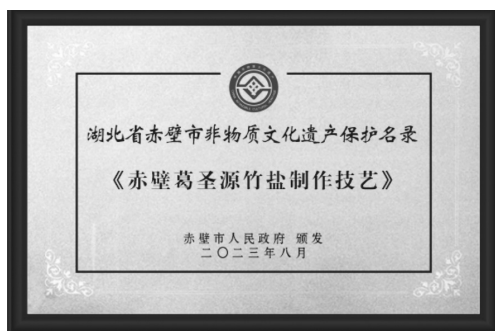 湖北省赤壁市非物质文化遗产保护名录
《赤壁葛圣源竹盐制作技艺》
赤壁市人民政府 颁发
二〇二三年八月